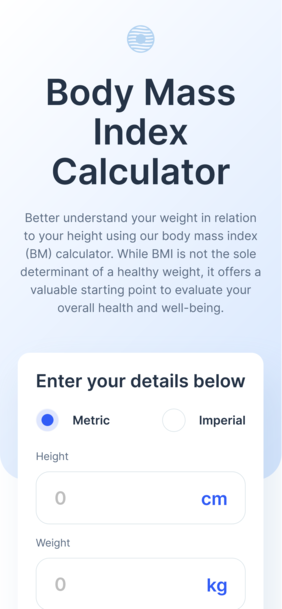 Body Mass
Index
Calculator
Better understand your weight in relation
to your height using our body mass index
(BM) calculator. While BMI is not the sole
determinant of a healthy weight, it offers a
valuable starting point to evaluate your
overall health and well-being.
Enter your details below
Metric Imperial
Height
0 cm
Weight
0 kg